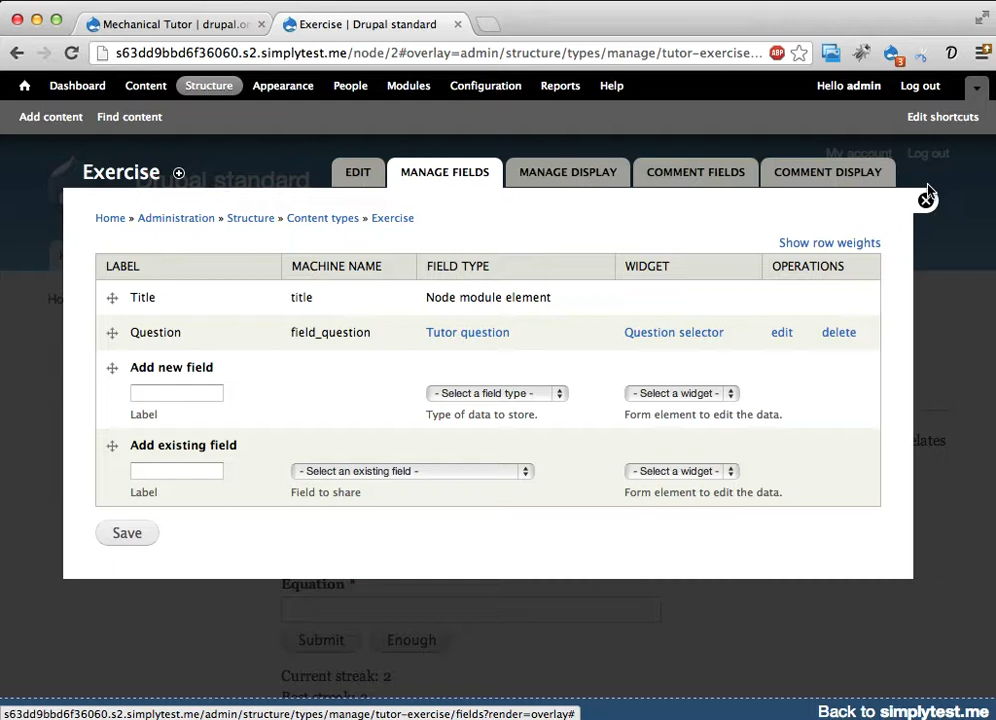 Mechanical Tutor | drupal.o
Exercise | Drupal standard
s63dd9bbd6f36060.s2.simplytest.me/node/2#overlay=admin/structure/types/manage/tutor-exercise...
ABP
3
D
Dashboard Content Structure Appearance People Modules Configuration Reports Help Hello admin Log out
Add content Find content Edit shortcuts
My account Log out
Drupal standard
Exercise EDIT MANAGE FIELDS MANAGE DISPLAY COMMENT FIELDS COMMENT DISPLAY
Home » Administration » Structure » Content types » Exercise
Show row weights
LABEL MACHINE NAME FIELD TYPE WIDGET OPERATIONS
Title title Node module element
Question field_question Tutor question Question selector edit delete
Add new field
- Select a field type - - Select a widget -
Label Type of data to store. Form element to edit the data.
Add existing field
- Select an existing field - - Select a widget -
Label Field to share Form element to edit the data.
Save
Ho
elates
Equation *
Submit Enough
Current streak: 2
s63dd9bbd6f36060.s2.simplytest.me/admin/structure/types/manage/tutor-exercise/fields?render=overlay#
Back to simplytest.me